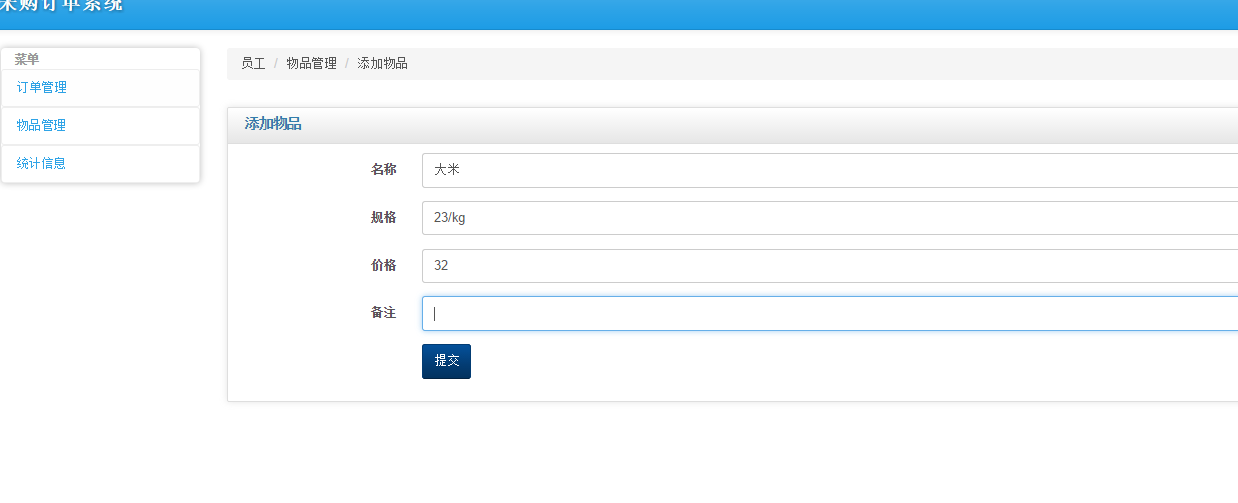 采购订单系统
菜单
订单管理
物品管理
统计信息
员工 / 物品管理 / 添加物品
添加物品
名称 大米
规格 23/kg
价格 32
备注
提交